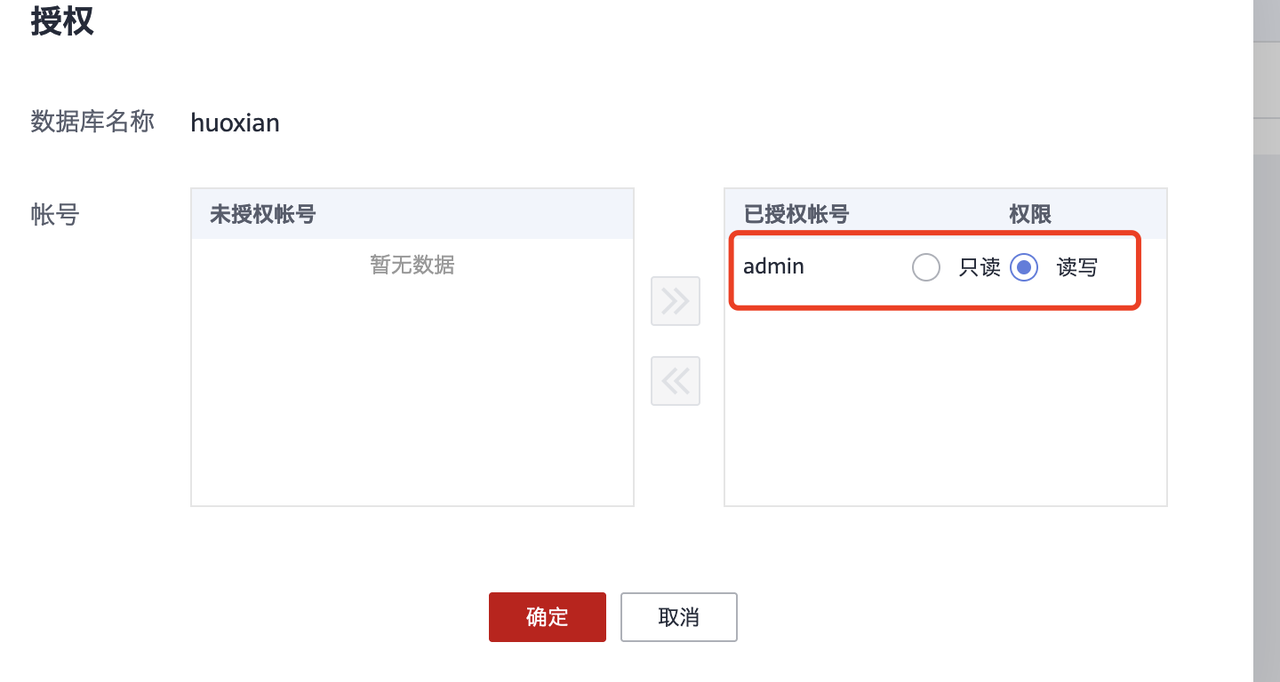 授权
数据库名称 huoxian
帐号
未授权帐号
暂无数据
已授权帐号 权限
admin 只读 读写
确定 取消